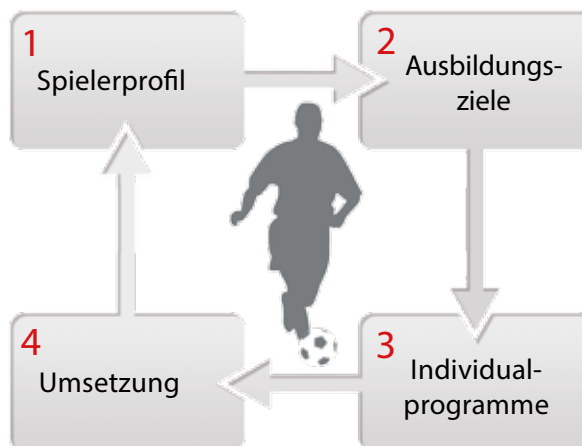 1
Spielerprofil
2
Ausbildungs-
ziele
3
Individual-
programme
4
Umsetzung